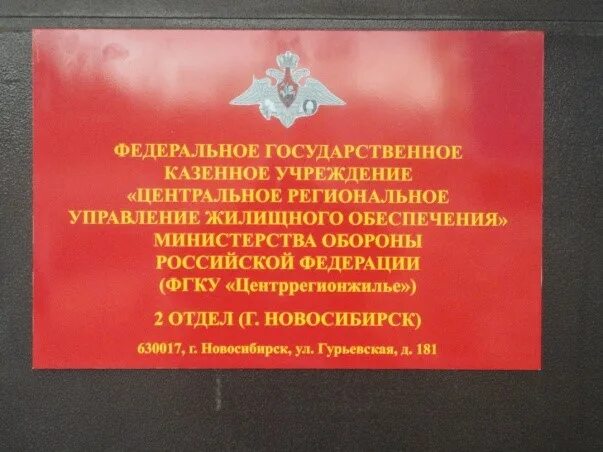 ФЕДЕРАЛЬНОЕ ГОСУДАРСТВЕННОЕ
КАЗЕННОЕ УЧРЕЖДЕНИЕ
«ЦЕНТРАЛЬНОЕ РЕГИОНАЛЬНОЕ
УПРАВЛЕНИЕ ЖИЛИЩНОГО ОБЕСПЕЧЕНИЯ»
МИНИСТЕРСТВА ОБОРОНЫ
РОССИЙСКОЙ ФЕДЕРАЦИИ
(ФГКУ «Центррегионжилье»)
2 ОТДЕЛ (Г. НОВОСИБИРСК)
630017, г. Новосибирск, ул. Гурьевская, д. 181